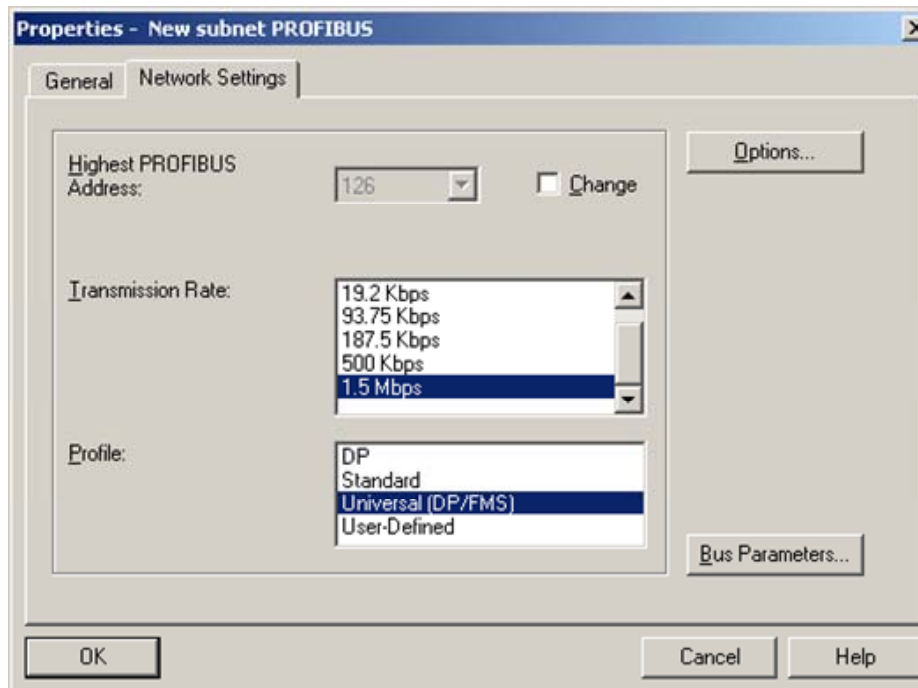 Properties - New subnet PROFIBUS
General
Network Settings
Highest PROFIBUS
Address:
126
Change
Options...
Transmission Rate:
19.2 Kbps
93.75 Kbps
187.5 Kbps
500 Kbps
1.5 Mbps
Profile:
DP
Standard
Universal (DP/FMS)
User-Defined
Bus Parameters...
OK
Cancel
Help